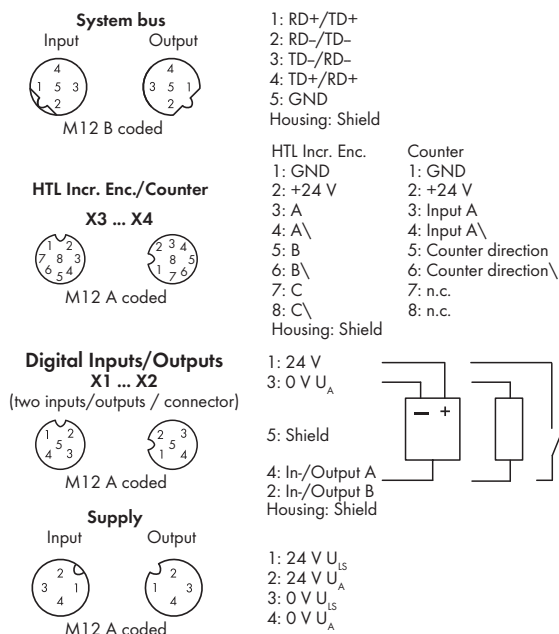 System bus
Input Output
4
1 5 3
2
4
3 5 1
2
M12 B coded
1: RD+/TD+
2: RD–/TD–
3: TD–/RD–
4: TD+/RD+
5: GND
Housing: Shield
HTL Incr. Enc./Counter
X3 ... X4
1 2
7 8 3
6 5 4
2 3 4
8 5
1 7 6
M12 A coded
HTL Incr. Enc.
1: GND
2: +24 V
3: A
4: A\
5: B
6: B\
7: C
8: C\
Housing: Shield
Counter
1: GND
2: +24 V
3: Input A
4: Input A\
5: Counter direction
6: Counter direction\
7: n.c.
8: n.c.
Digital Inputs/Outputs
X1 ... X2
(two inputs/outputs / connector)
1 2
5
4 3
2 3
5
1 4
M12 A coded
1: 24 V
3: 0 V U_A
5: Shield
4: In-/Output A
2: In-/Output B
Housing: Shield
– +
Supply
Input Output
2
3 1
4
2
1 3
4
M12 A coded
1: 24 V U_LS
2: 24 V U_A
3: 0 V U_LS
4: 0 V U_A